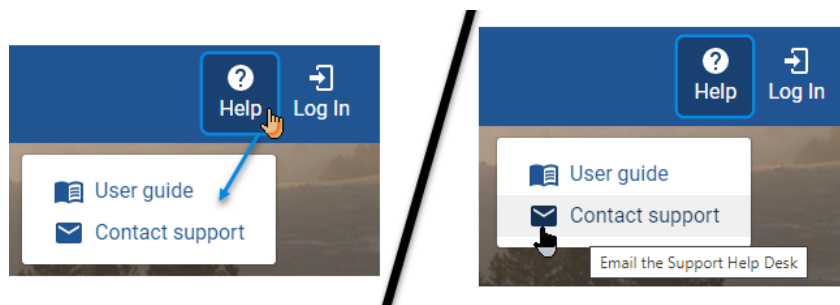 Help
Log In
User guide
Contact support
Help
Log In
User guide
Contact support
Email the Support Help Desk